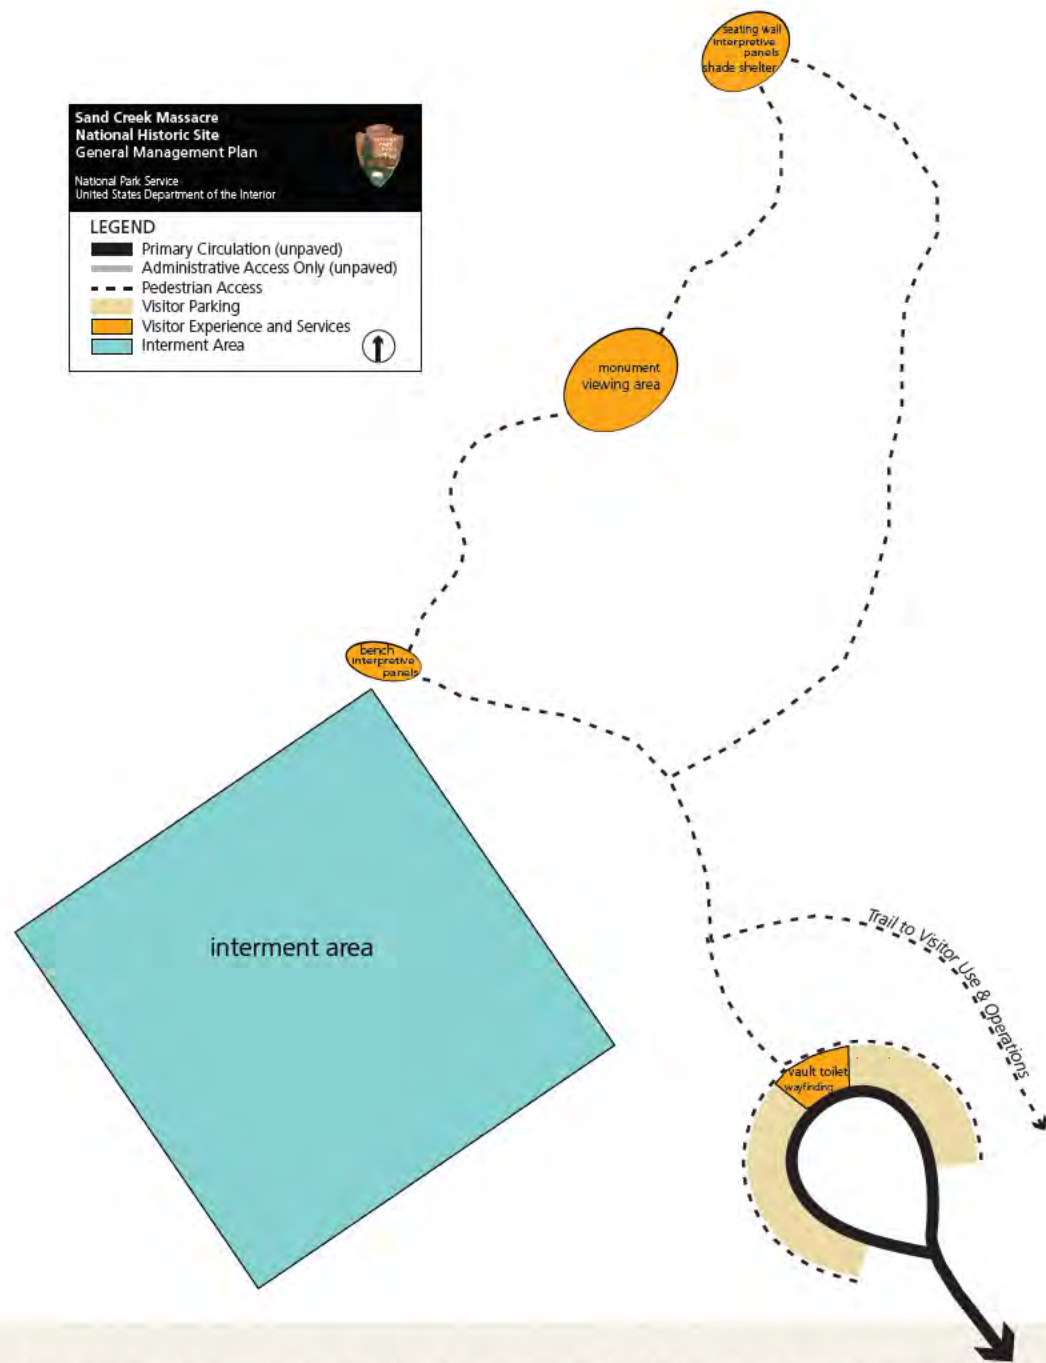 seating wall
interpretive
panels
shade shelter
Sand Creek Massacre
National Historic Site
General Management Plan
National Park Service
United States Department of the Interior
LEGEND
Primary Circulation (unpaved)
Administrative Access Only (unpaved)
Pedestrian Access
Visitor Parking
Visitor Experience and Services
Interment Area
monument
viewing area
bench
interpretive
panels
interment area
Trail to Visitor Use & Operations
vault toilet
wayfinding